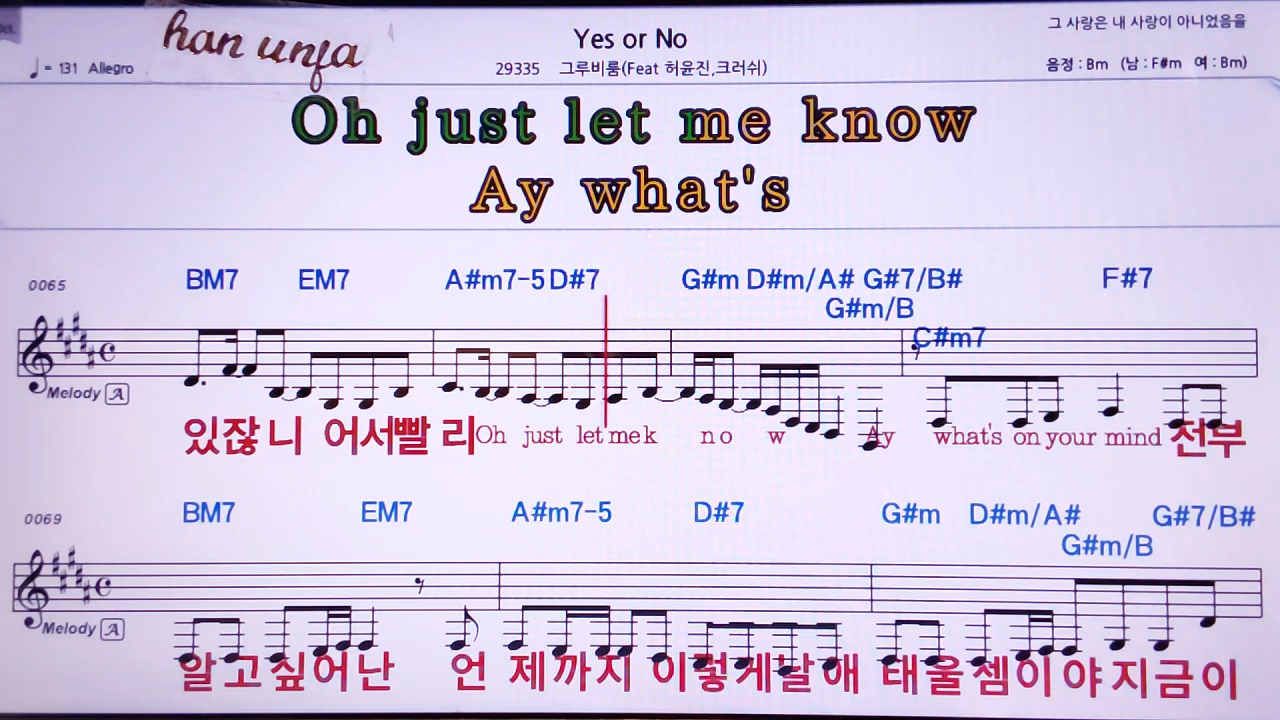 han unfa
Yes or No
그 사랑은 내 사랑이 아니었음을
♩= 131 Allegro
29335 그루비룸(Feat 허윤진,크러쉬)
음정 : Bm (남 : F#m 여 : Bm)
Oh just let me know
Ay what's
0065
BM7 EM7 A#m7-5 D#7 G#m D#m/A# G#7/B# F#7
G#m/B
C#m7
Melody A
있잖니 어서빨리 Oh just let me k n o w Ay what's on your mind 전부
0069
BM7 EM7 A#m7-5 D#7 G#m D#m/A# G#7/B#
G#m/B
Melody A
알고싶어난 언제까지 이렇게날애 태울셈이야지금이